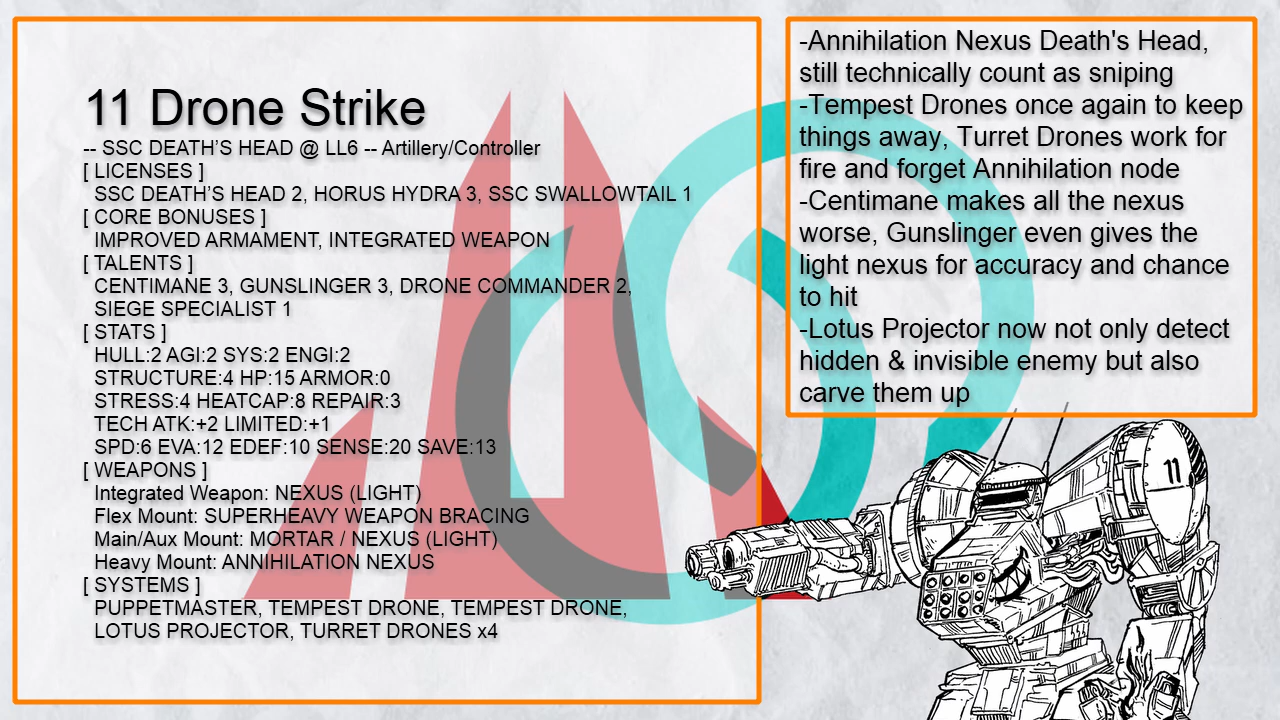 11 Drone Strike
-- SSC DEATH'S HEAD @ LL6 -- Artillery/Controller
[ LICENSES ]
SSC DEATH'S HEAD 2, HORUS HYDRA 3, SSC SWALLOWTAIL 1
[ CORE BONUSES ]
IMPROVED ARMAMENT, INTEGRATED WEAPON
[ TALENTS ]
CENTIMANE 3, GUNSLINGER 3, DRONE COMMANDER 2,
SIEGE SPECIALIST 1
[ STATS ]
HULL:2 AGI:2 SYS:2 ENGI:2
STRUCTURE:4 HP:15 ARMOR:0
STRESS:4 HEATCAP:8 REPAIR:3
TECH ATK:+2 LIMITED:+1
SPD:6 EVA:12 EDEF:10 SENSE:20 SAVE:13
[ WEAPONS ]
Integrated Weapon: NEXUS (LIGHT)
Flex Mount: SUPERHEAVY WEAPON BRACING
Main/Aux Mount: MORTAR / NEXUS (LIGHT)
Heavy Mount: ANNIHILATION NEXUS
[ SYSTEMS ]
PUPPETMASTER, TEMPEST DRONE, TEMPEST DRONE,
LOTUS PROJECTOR, TURRET DRONES x4
-Annihilation Nexus Death's Head,
still technically count as sniping
-Tempest Drones once again to keep
things away, Turret Drones work for
fire and forget Annihilation node
-Centimane makes all the nexus
worse, Gunslinger even gives the
light nexus for accuracy and chance
to hit
-Lotus Projector now not only detect
hidden & invisible enemy but also
carve them up
11